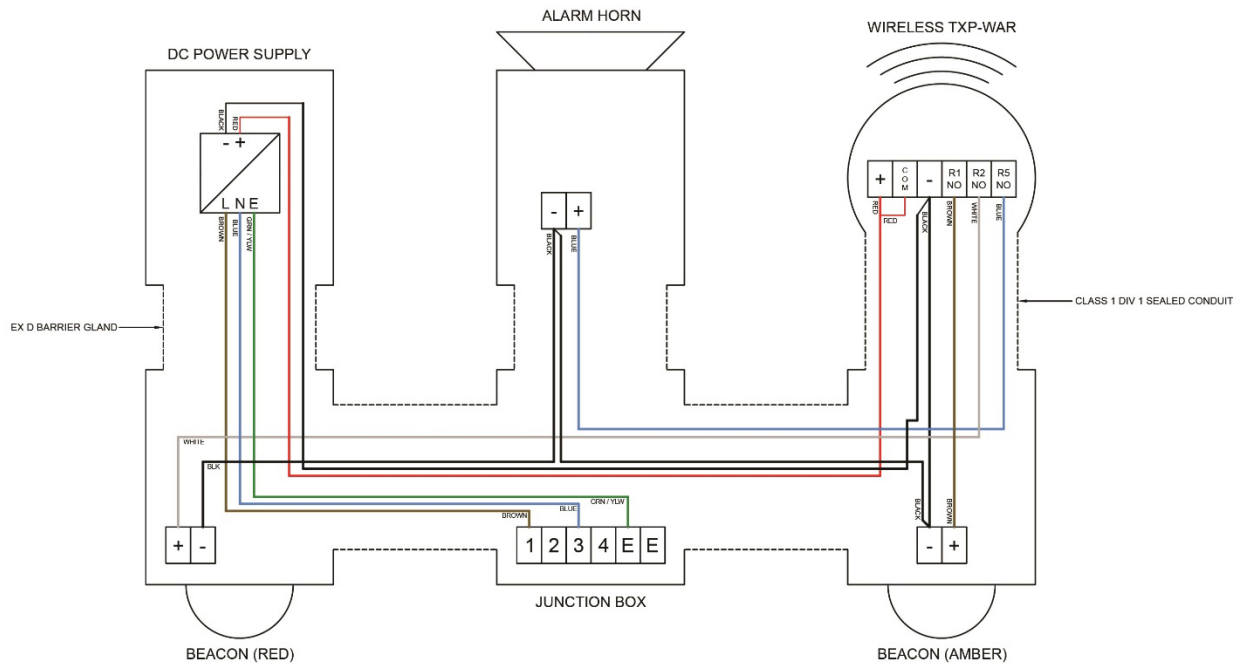 ALARM HORN
WIRELESS TXP-WAR
DC POWER SUPPLY
BLACK
RED
- +
L N E
BROWN
BLUE
GRN / YLW
- +
BLACK
BLUE
+ COM - R1 NO R2 NO R5 NO
RED
RED
BLACK
BROWN
WHITE
BLUE
EX D BARRIER GLAND
CLASS 1 DIV 1 SEALED CONDUIT
WHITE
BLK
BROWN
BLUE
GRN / YLW
BLACK
BROWN
+ -
1 2 3 4 E E
- +
JUNCTION BOX
BEACON (RED)
BEACON (AMBER)